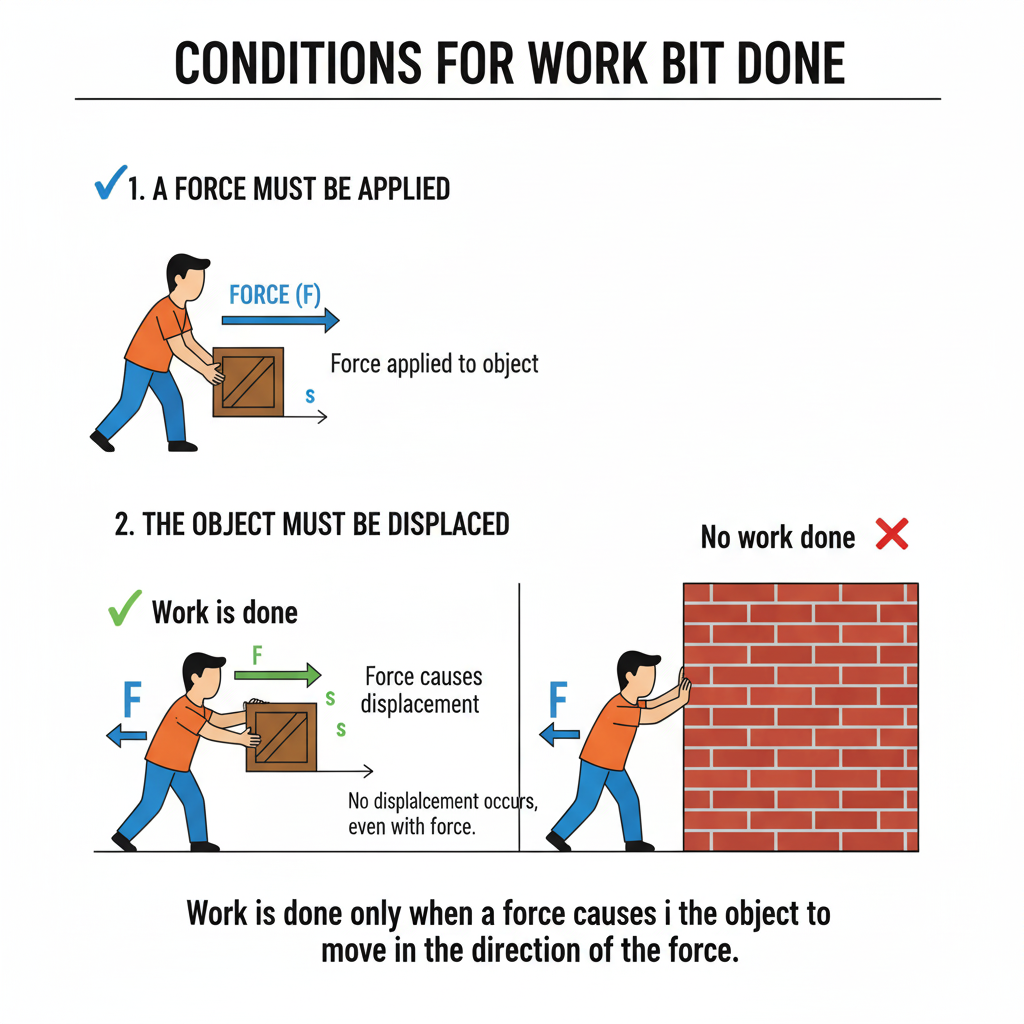 CONDITIONS FOR WORK BIT DONE
1. A FORCE MUST BE APPLIED
FORCE (F)
Force applied to object
s
2. THE OBJECT MUST BE DISPLACED
No work done
Work is done
F
F
Force causes
displacement
s
s
F
No displalcement occurs,
even with force.
Work is done only when a force causes i the object to
move in the direction of the force.